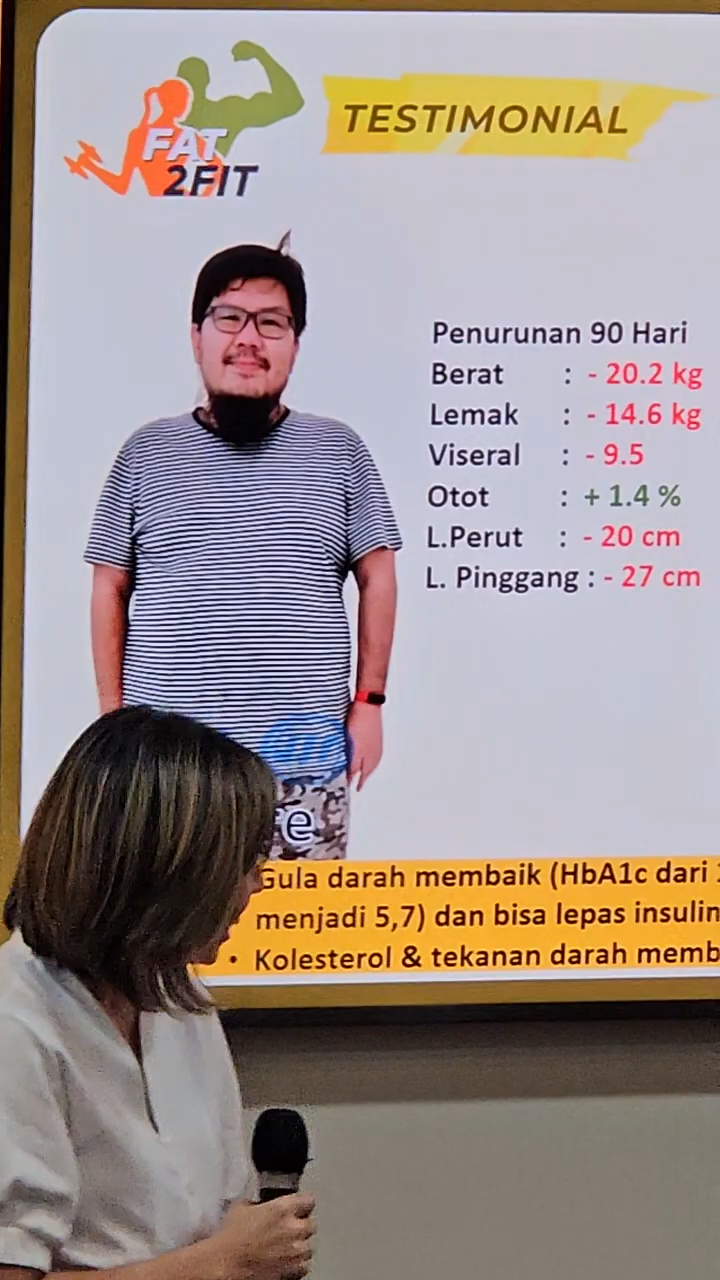 FAT
2FIT
TESTIMONIAL
Penurunan 90 Hari
Berat : - 20.2 kg
Lemak : - 14.6 kg
Viseral : - 9.5
Otot : + 1.4 %
L.Perut : - 20 cm
L. Pinggang : - 27 cm
Gula darah membaik (HbA1c dari
menjadi 5,7) dan bisa lepas insulin
• Kolesterol & tekanan darah memb